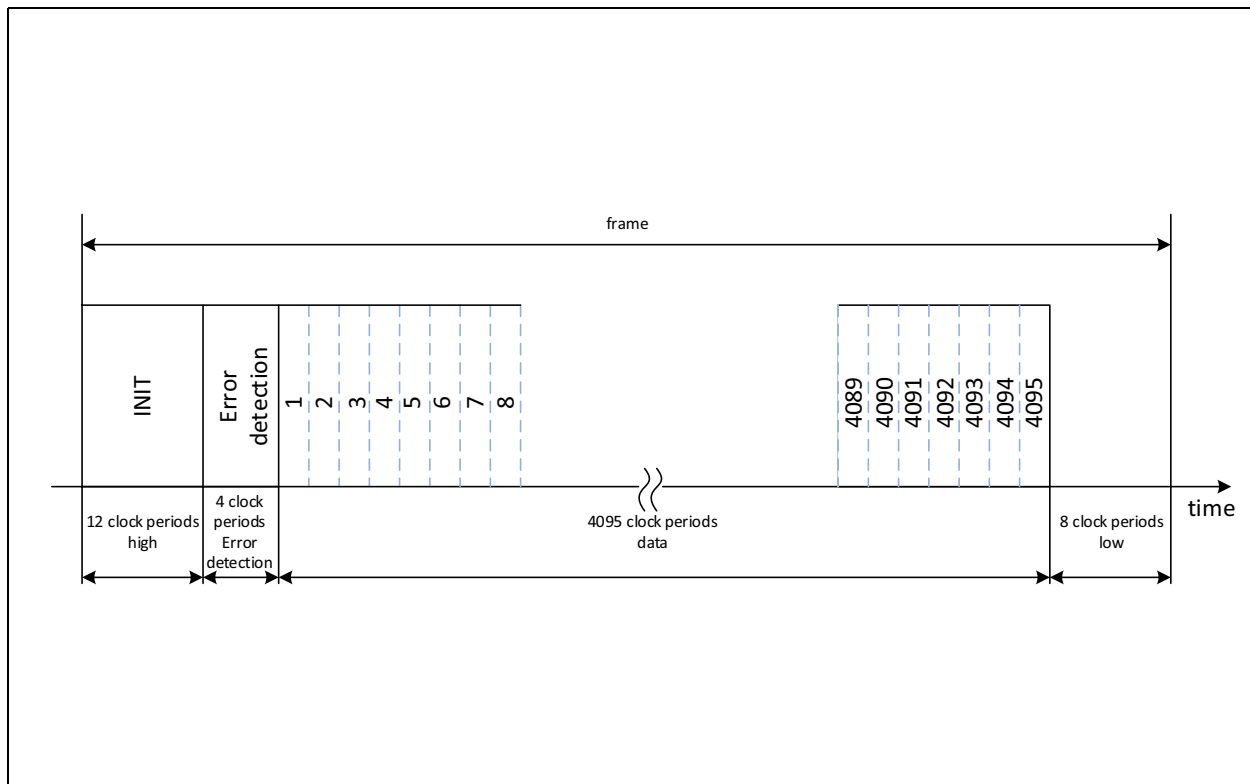 frame
INIT
Error
detection
1
2
3
4
5
6
7
8
4089
4090
4091
4092
4093
4094
4095
time
12 clock periods
high
4 clock
periods
Error
detection
4095 clock periods
data
8 clock periods
low